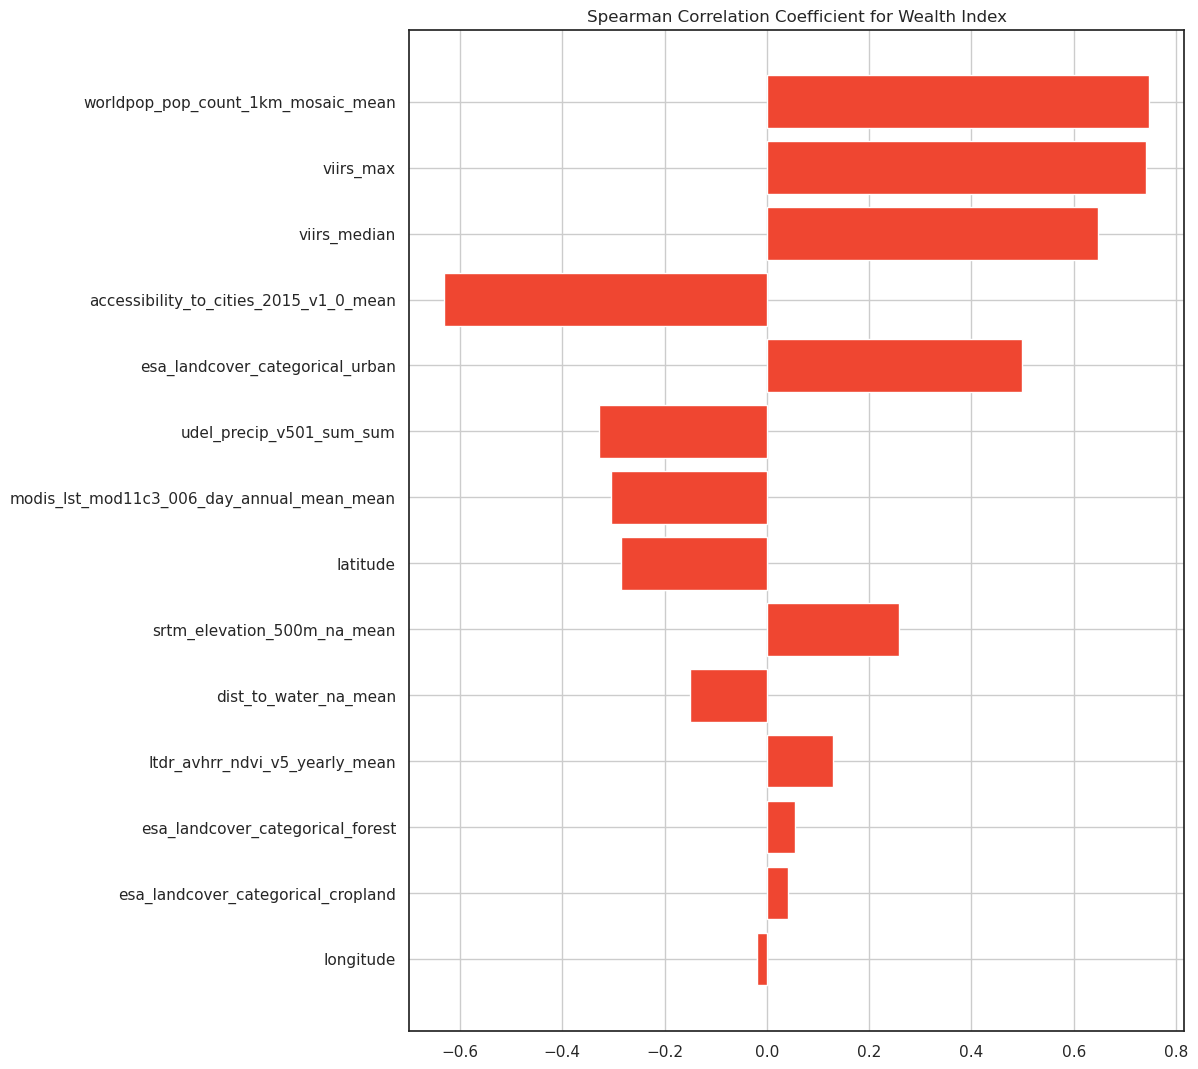 Spearman Correlation Coefficient for Wealth Index
worldpop_pop_count_1km_mosaic_mean
viirs_max
viirs_median
accessibility_to_cities_2015_v1_0_mean
esa_landcover_categorical_urban
udel_precip_v501_sum_sum
modis_lst_mod11c3_006_day_annual_mean_mean
latitude
srtm_elevation_500m_na_mean
dist_to_water_na_mean
ltdr_avhrr_ndvi_v5_yearly_mean
esa_landcover_categorical_forest
esa_landcover_categorical_cropland
longitude
−0.6 −0.4 −0.2 0.0 0.2 0.4 0.6 0.8